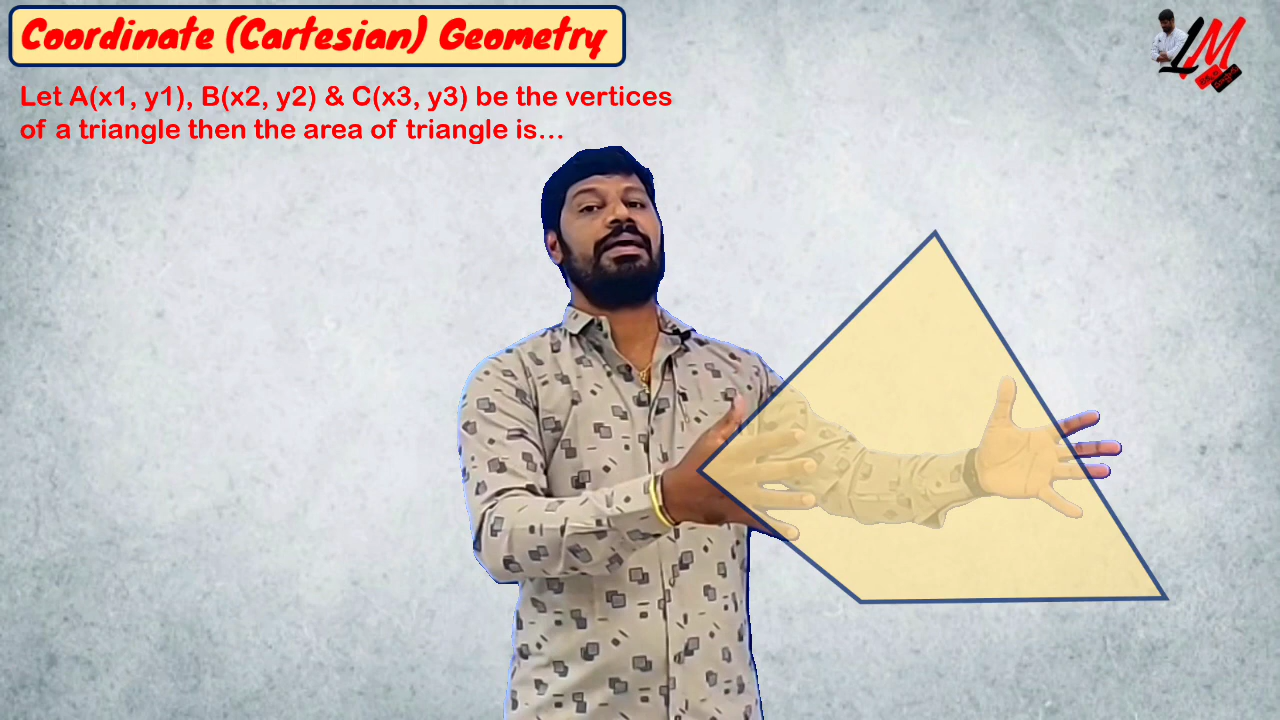 Coordinate (Cartesian) Geometry
LM
Let A(x1, y1), B(x2, y2) & C(x3, y3) be the vertices
of a triangle then the area of triangle is...